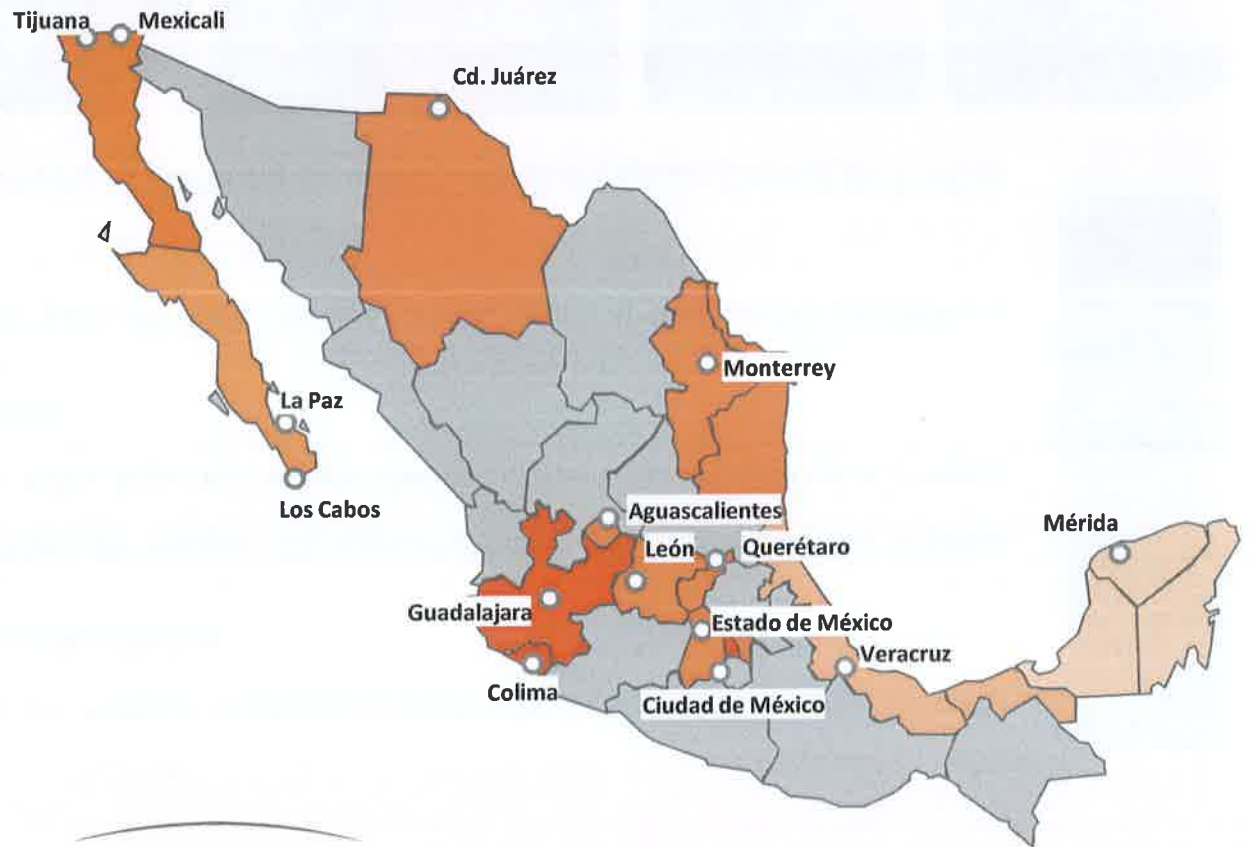 Tijuana
Mexicali
Cd. Juárez
Monterrey
La Paz
Los Cabos
Aguascalientes
León
Querétaro
Mérida
Guadalajara
Estado de México
Veracruz
Colima
Ciudad de México